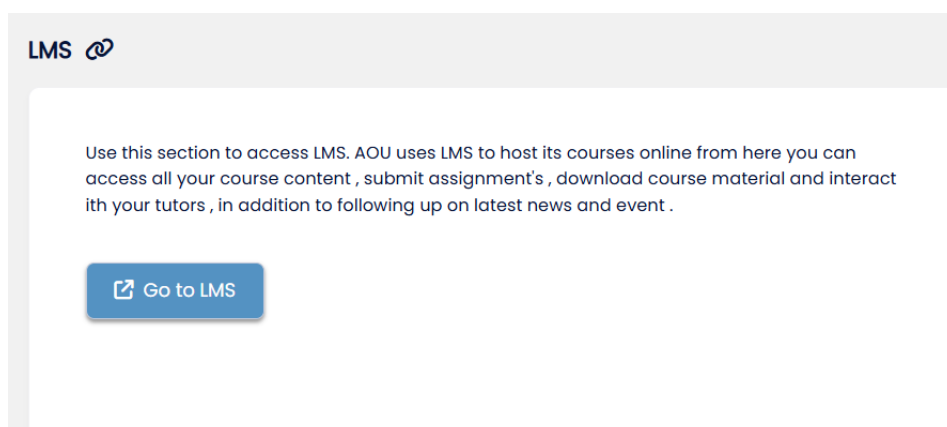 LMS
Use this section to access LMS. AOU uses LMS to host its courses online from here you can
access all your course content , submit assignment's , download course material and interact
ith your tutors , in addition to following up on latest news and event .
Go to LMS